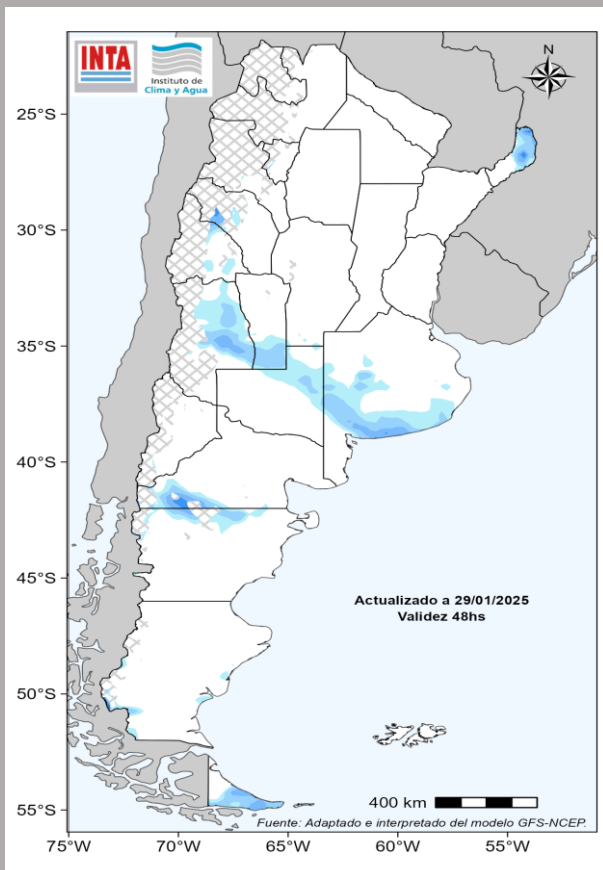 INTA
Instituto de
Clima y Agua
N
25°S
30°S
35°S
40°S
45°S
50°S
55°S
Actualizado a 29/01/2025
Validez 48hs
400 km
Fuente: Adaptado e interpretado del modelo GFS-NCEP.
75°W
70°W
65°W
60°W
55°W